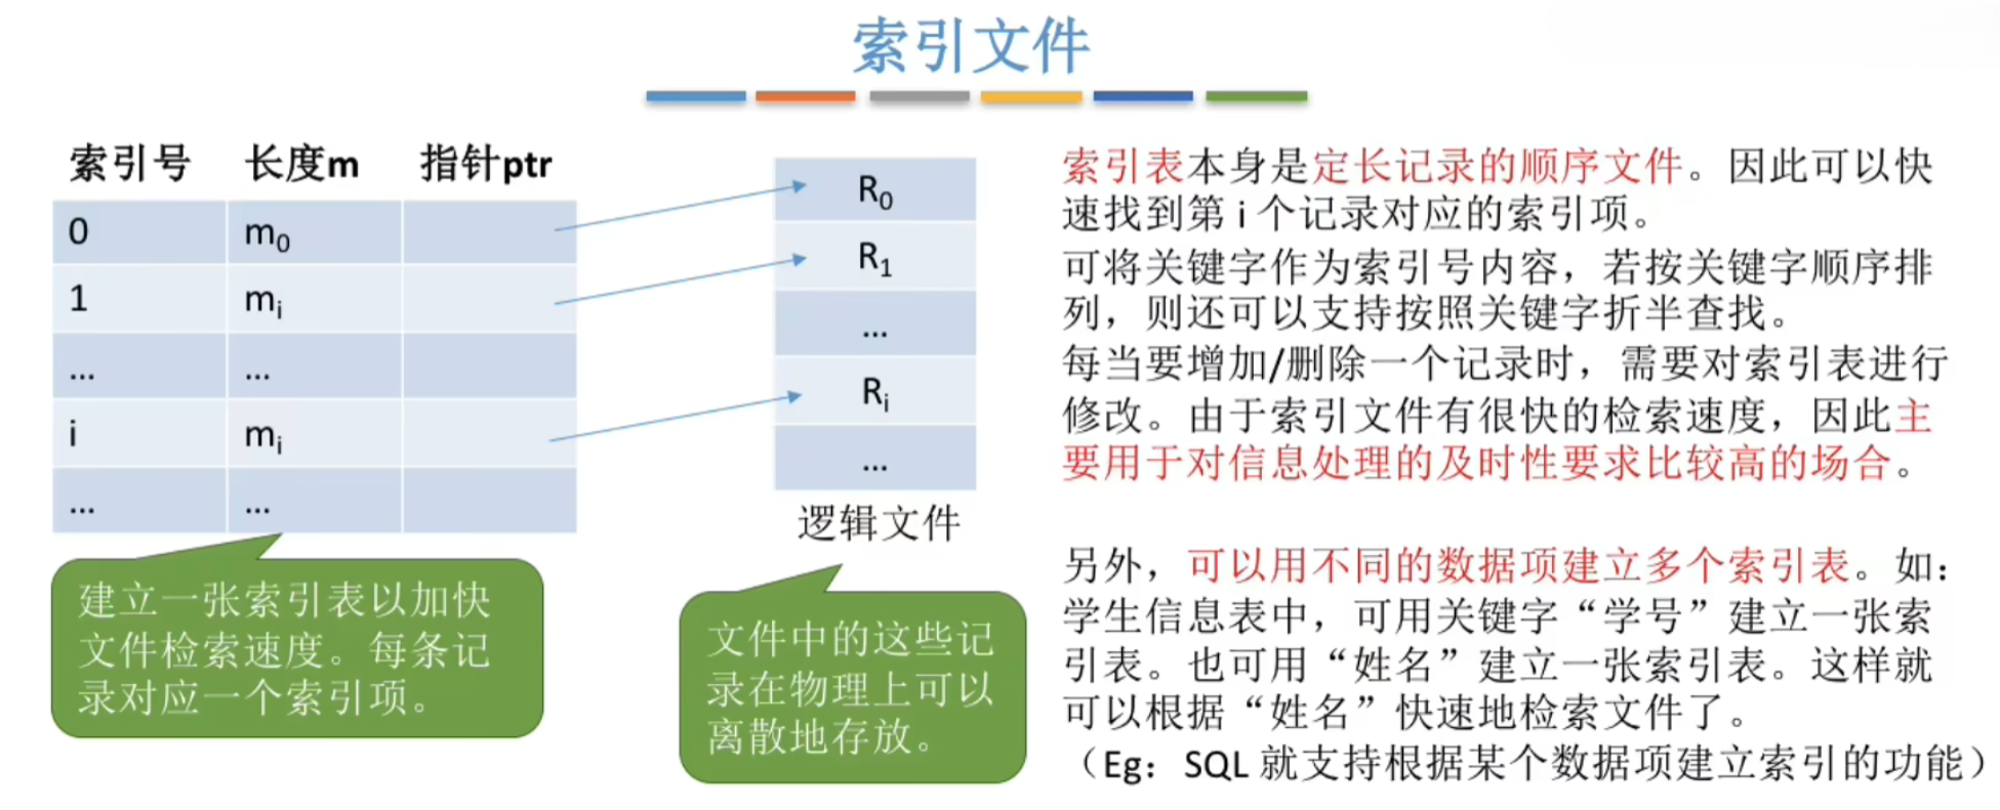 索引文件
索引号 长度m 指针ptr
0 m0
1 mi
... ...
i mi
... ...
建立一张索引表以加快
文件检索速度。每条记
录对应一个索引项。
R0
R1
...
Ri
...
逻辑文件
文件中的这些记
录在物理上可以
离散地存放。
索引表本身是定长记录的顺序文件。因此可以快
速找到第 i 个记录对应的索引项。
可将关键字作为索引号内容，若按关键字顺序排
列，则还可以支持按照关键字折半查找。
每当要增加/删除一个记录时，需要对索引表进行
修改。由于索引文件有很快的检索速度，因此主
要用于对信息处理的及时性要求比较高的场合。
另外，可以用不同的数据项建立多个索引表。如：
学生信息表中，可用关键字“学号”建立一张索
引表。也可用“姓名”建立一张索引表。这样就
可以根据“姓名”快速地检索文件了。
（Eg：SQL 就支持根据某个数据项建立索引的功能）